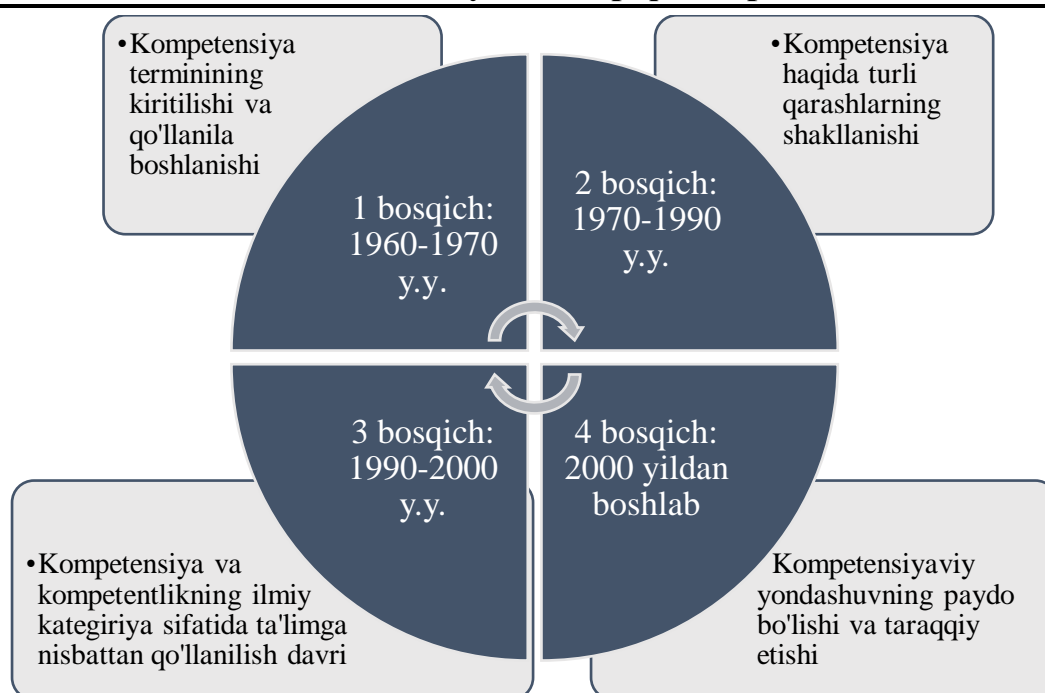 •Kompetensiya
terminining
kiritilishi va
qo'llanila
boshlanishi
1 bosqich:
1960-1970
y.y.
2 bosqich:
1970-1990
y.y.
•Kompetensiya
haqida turli
qarashlarning
shakllanishi
•Kompetensiya va
kompetentlikning ilmiy
kategiriya sifatida ta'limga
nisbattan qo'llanilish davri
3 bosqich:
1990-2000
y.y.
4 bosqich:
2000 yildan
boshlab
Kompetensiyaviy
yondashuvning paydo
bo'lishi va taraqqiy
etishi